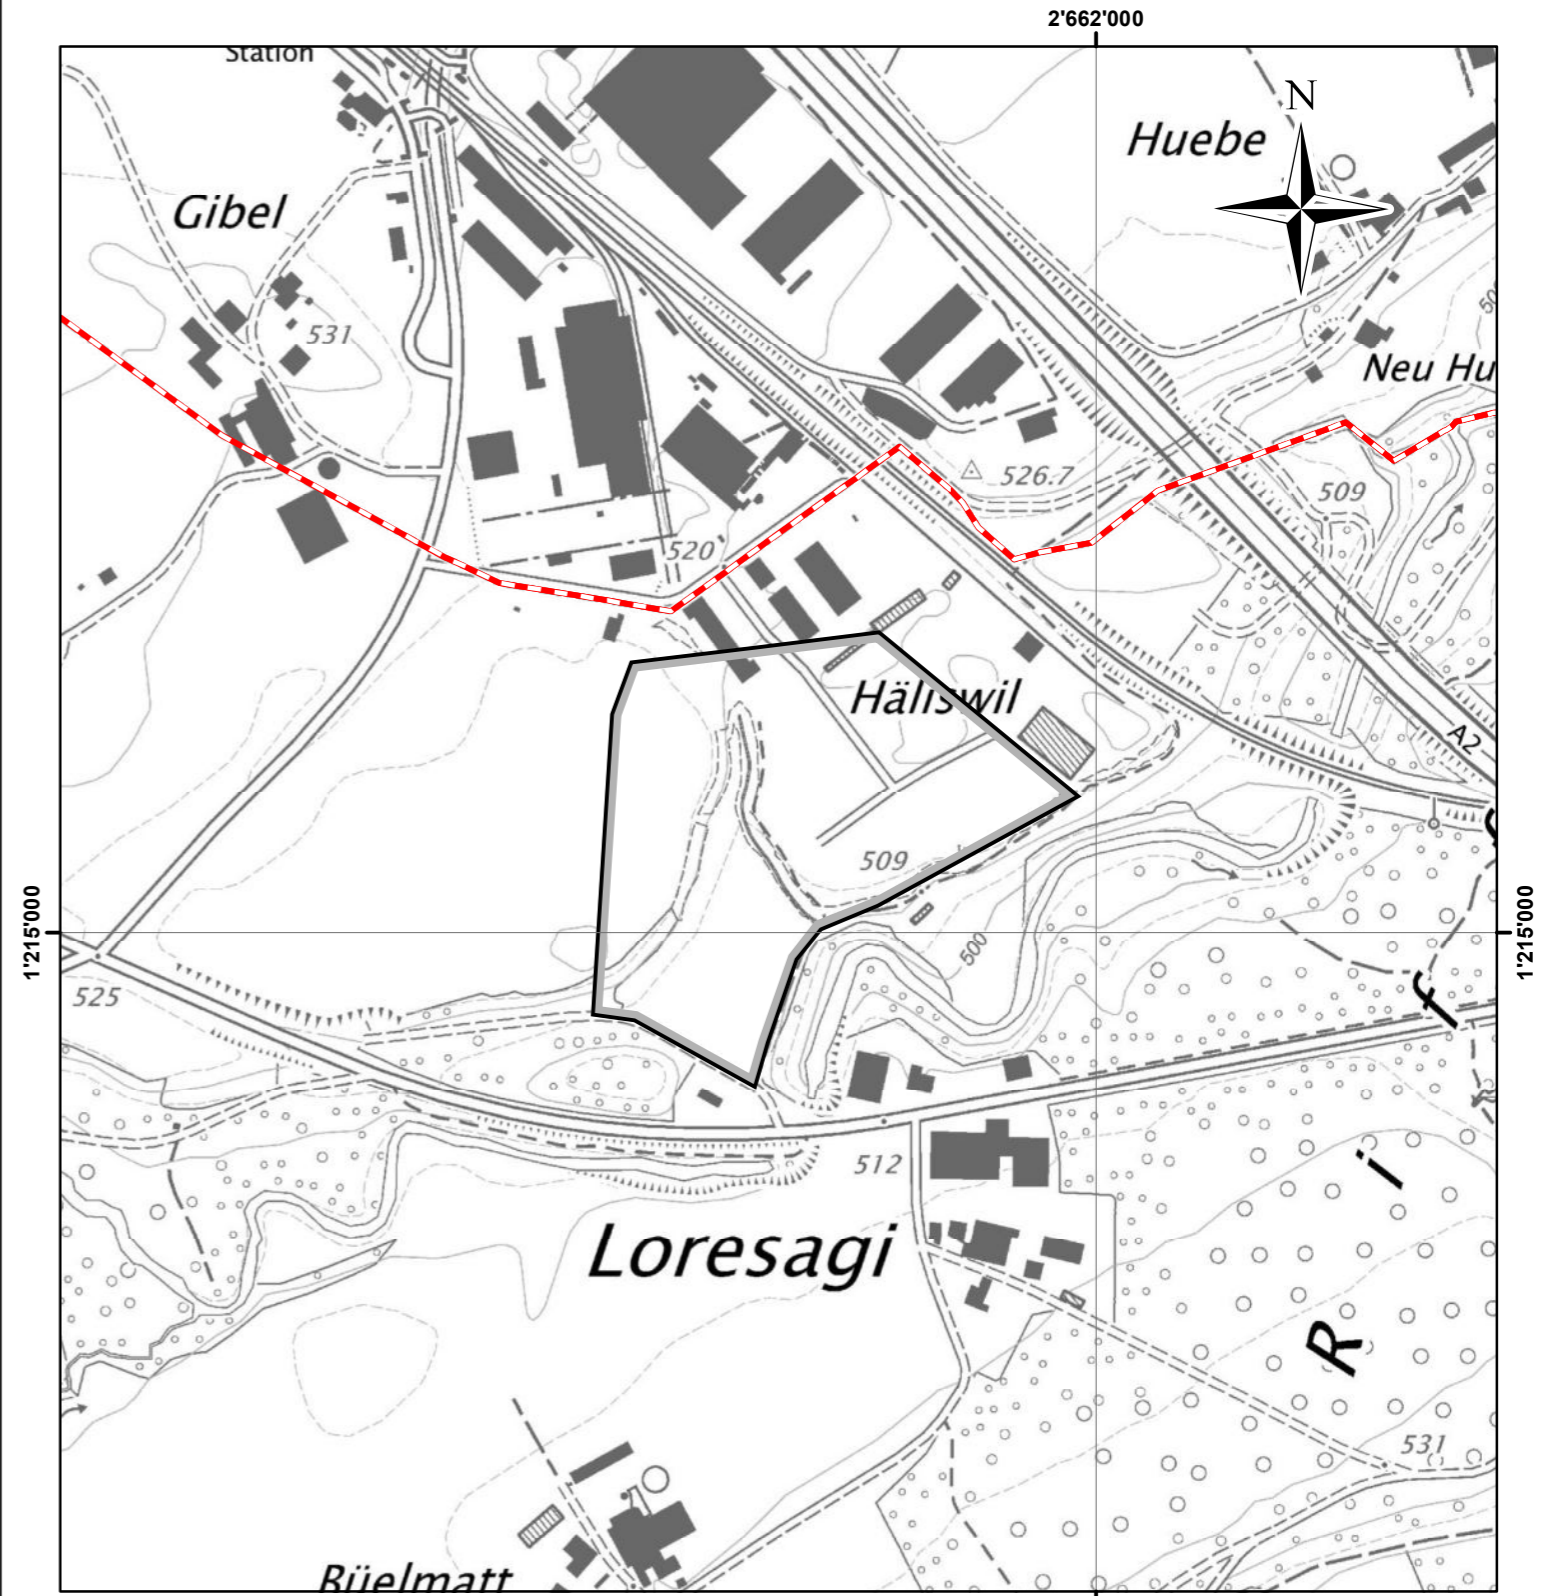 2'662'000
Station
N
Huebe
Gibel
531
Neu Hu
526.7
509
520
Häliswil
A2
509
1'215'000
1'215'000
500
525
f
f
i
R
512
Loresagi
531
Büelmatt